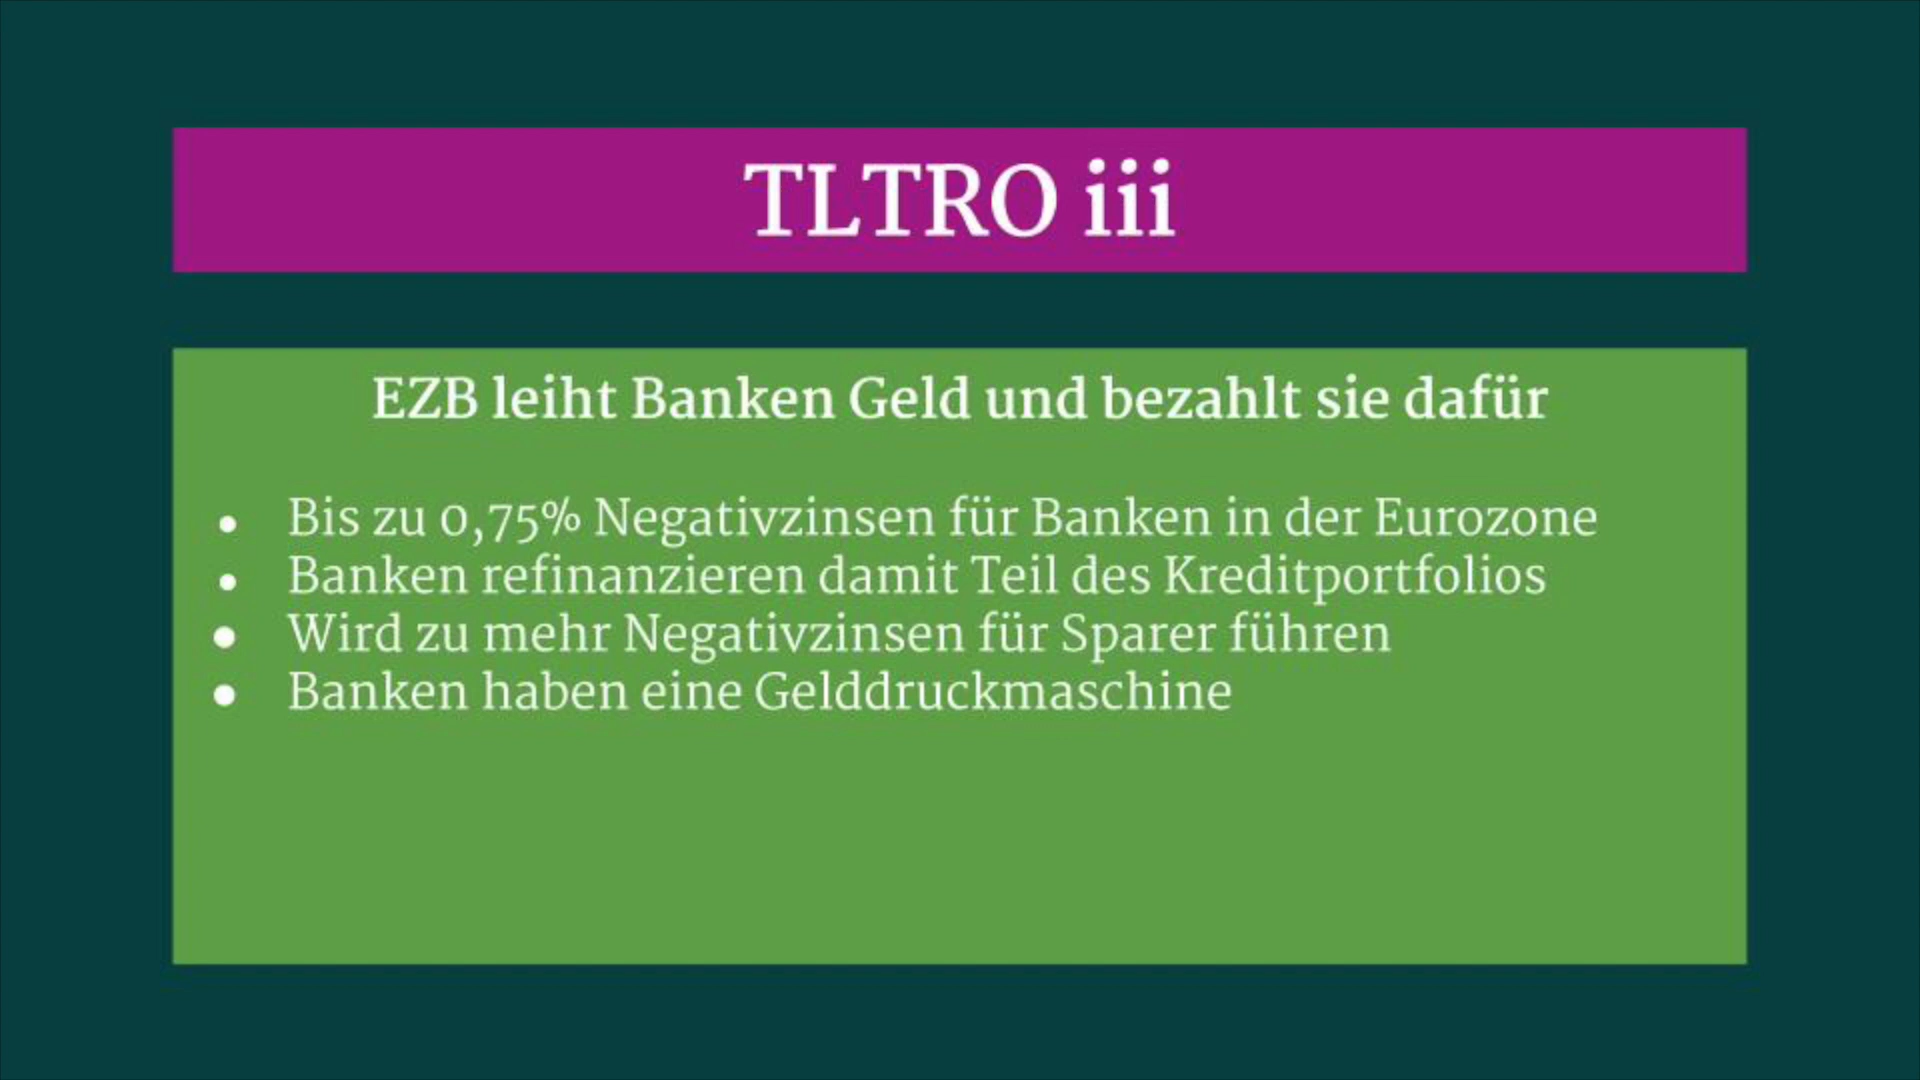 TLTRO iii
EZB leiht Banken Geld und bezahlt sie dafür
• Bis zu 0,75% Negativzinsen für Banken in der Eurozone
• Banken refinanzieren damit Teil des Kreditportfolios
• Wird zu mehr Negativzinsen für Sparer führen
• Banken haben eine Gelddruckmaschine